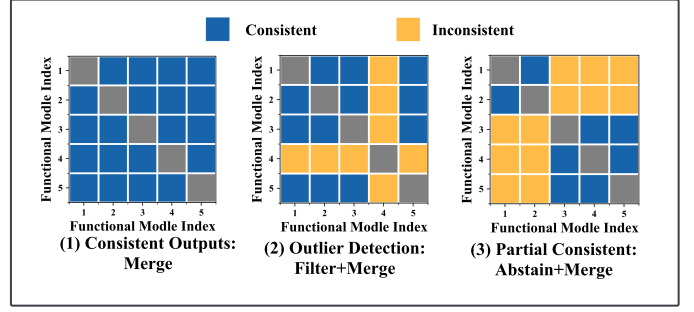 Consistent
Inconsistent
Functional Modle Index
1
2
3
4
5
1 2 3 4 5
Functional Modle Index
(1) Consistent Outputs:
Merge
Functional Modle Index
1
2
3
4
5
1 2 3 4 5
Functional Modle Index
(2) Outlier Detection:
Filter+Merge
Functional Modle Index
1
2
3
4
5
1 2 3 4 5
Functional Modle Index
(3) Partial Consistent:
Abstain+Merge